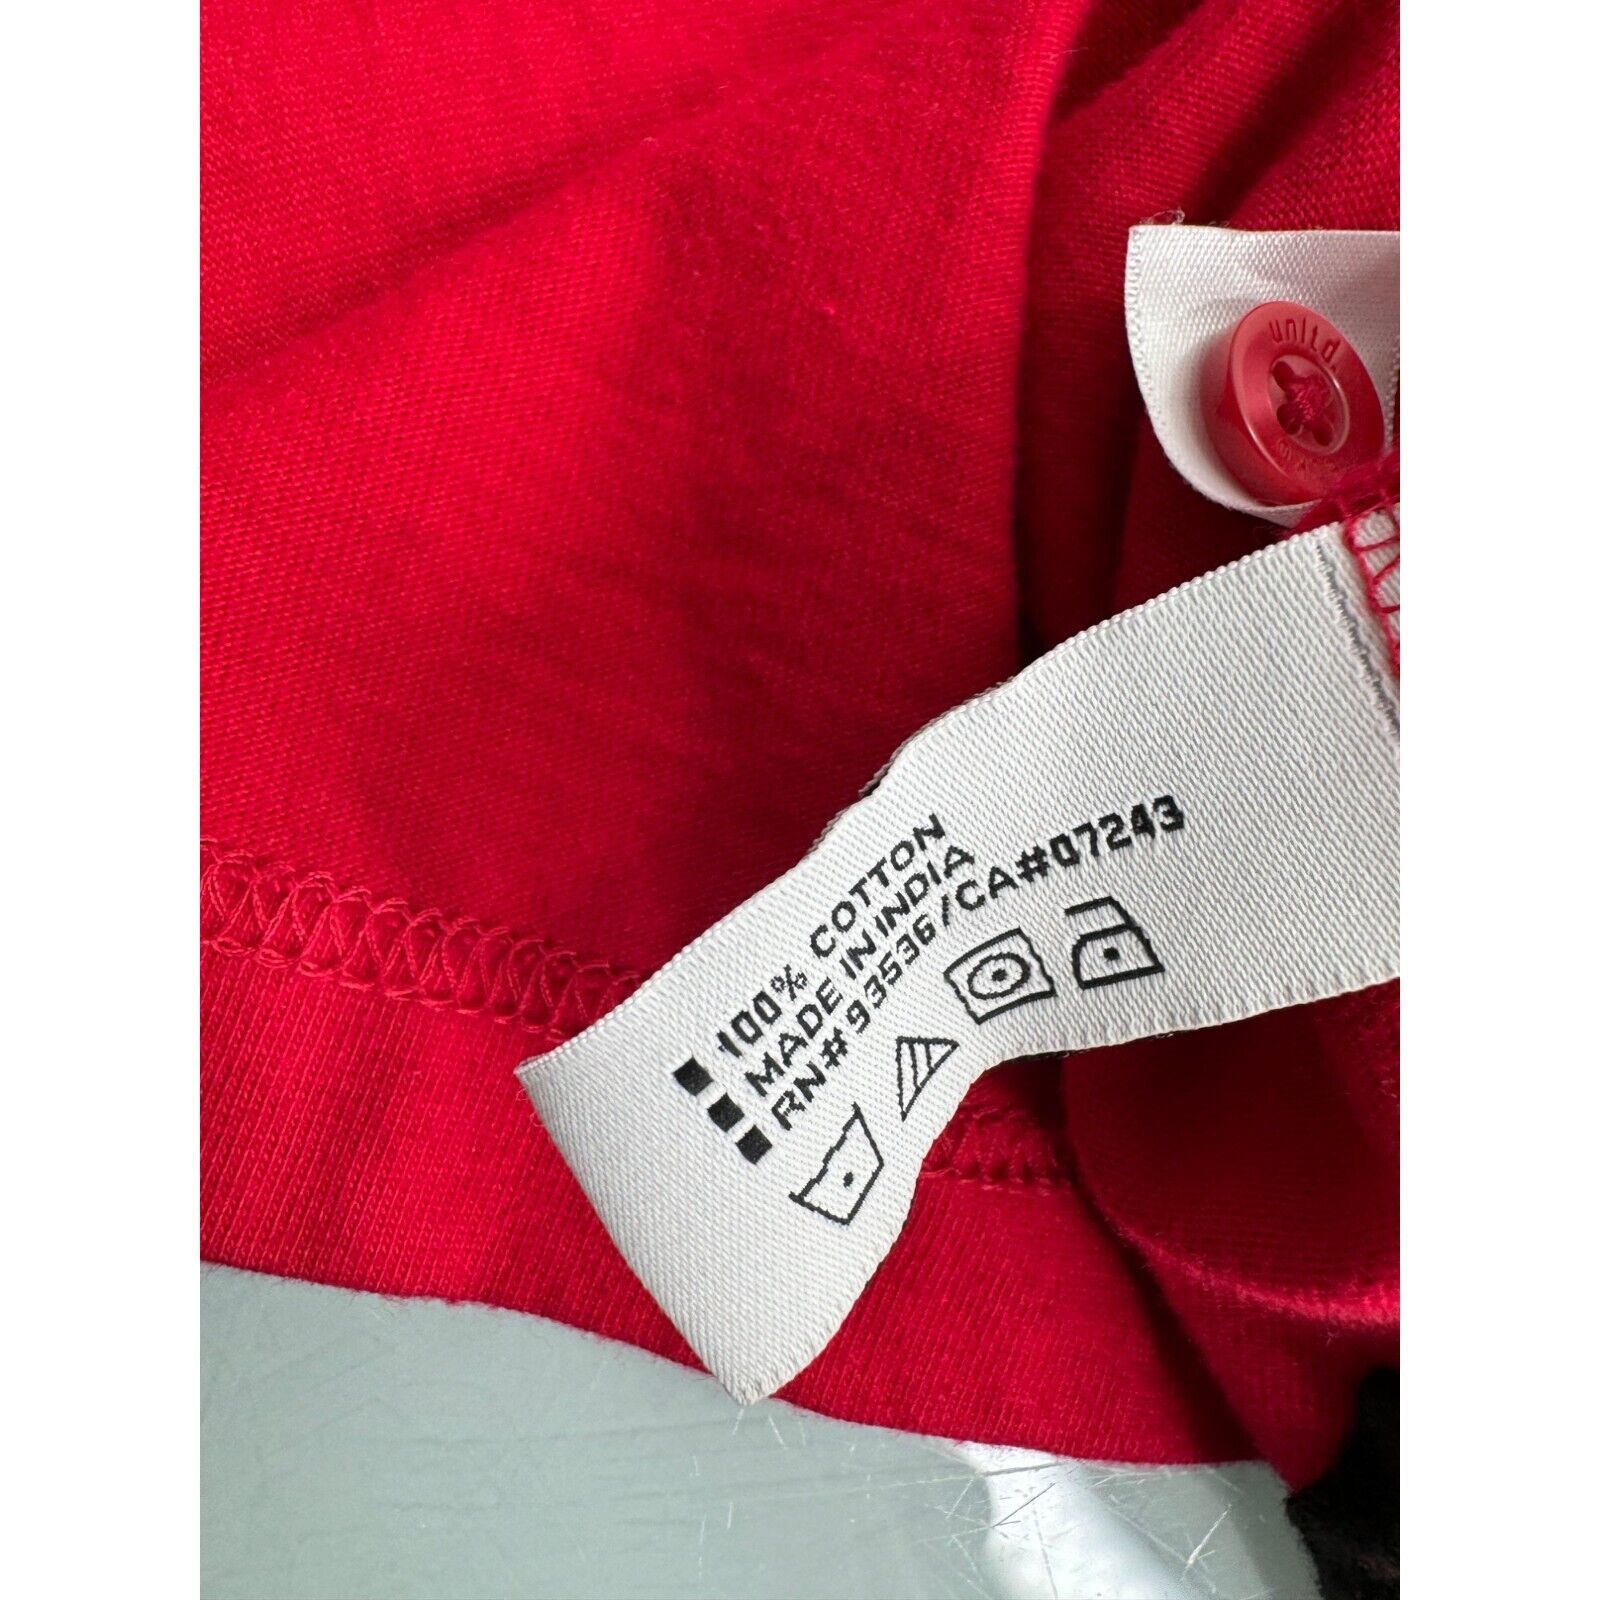 unltd.
100% COTTON
MADE IN INDIA
RN#93536/CA#07243